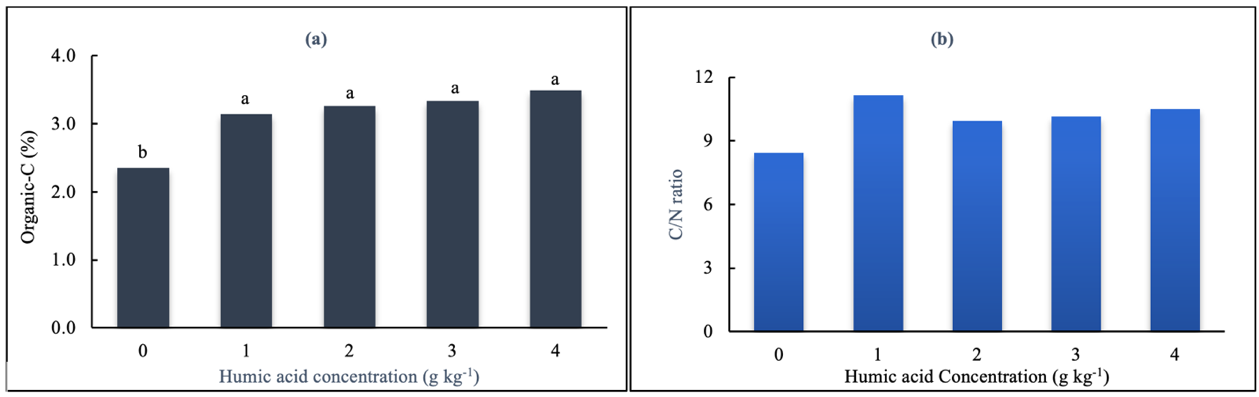 (a)
4.0
3.0
2.0
1.0
0.0
Organic-C (%)
b
a
a
a
a
0 1 2 3 4
Humic acid concentration (g kg⁻¹)
(b)
12
9
6
3
0
C/N ratio
0 1 2 3 4
Humic acid Concentration (g kg⁻¹)